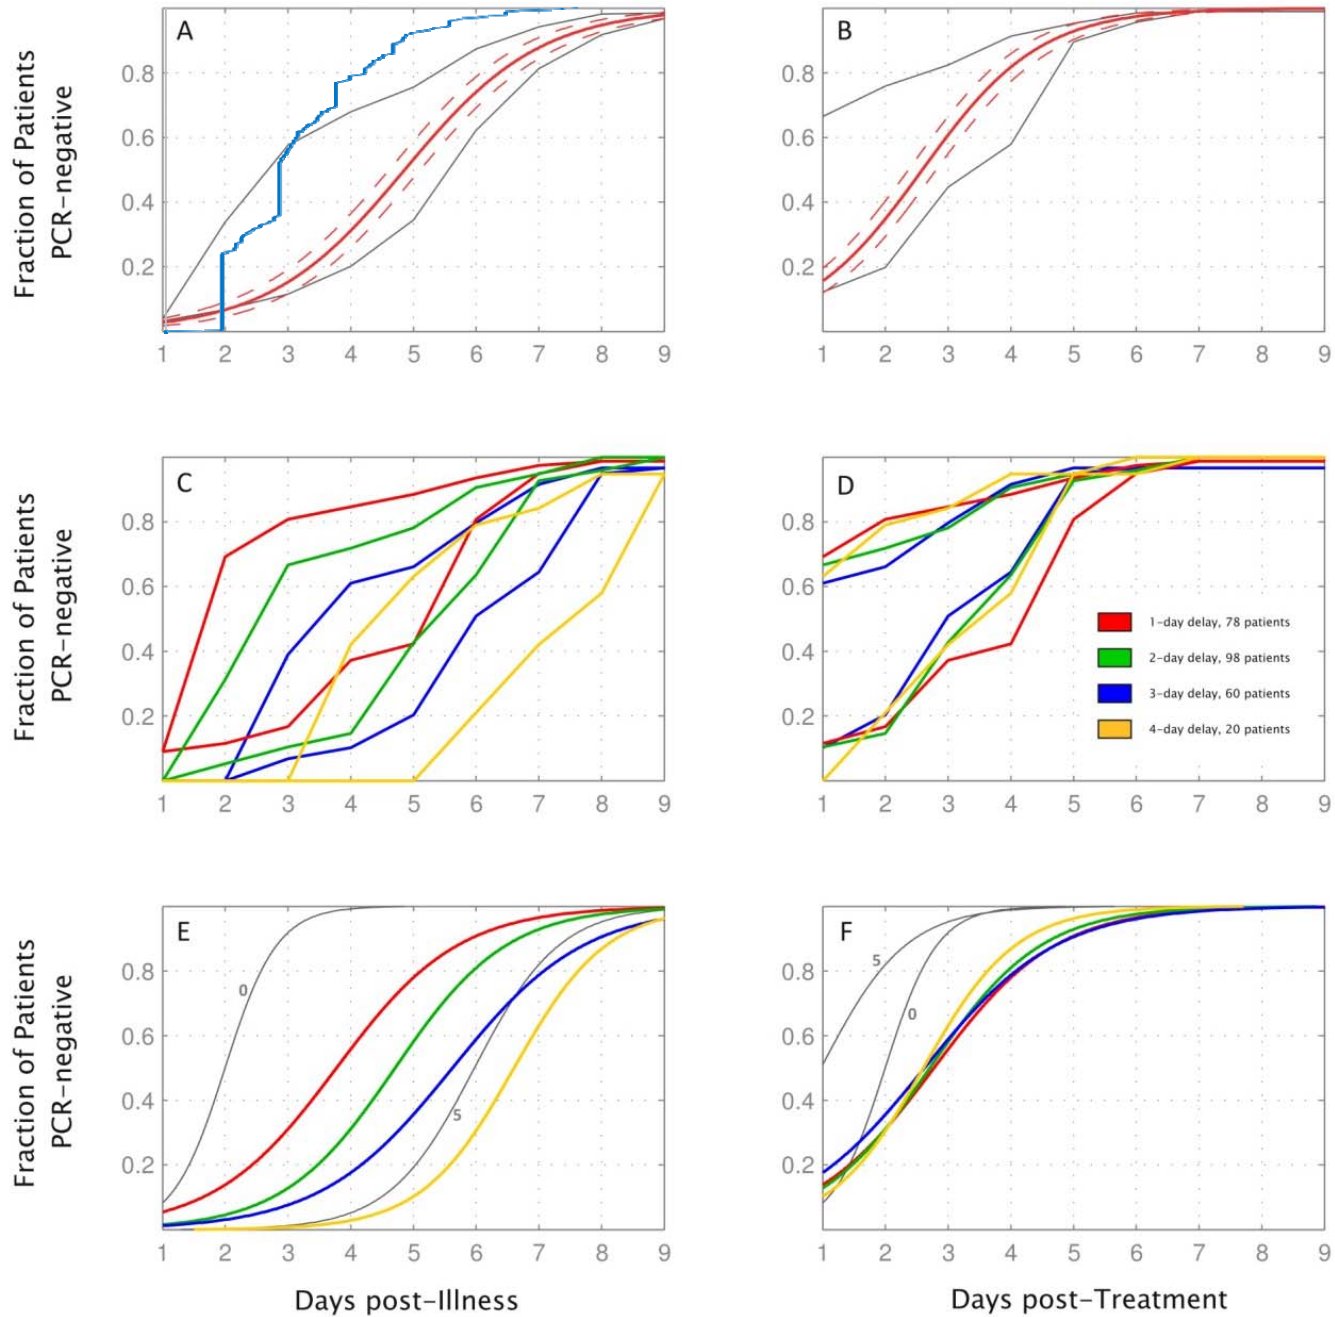 A
B
Fraction of Patients
PCR-negative
0.8
0.6
0.4
0.2
1 2 3 4 5 6 7 8 9
0.8
0.6
0.4
0.2
1 2 3 4 5 6 7 8 9
C
D
Fraction of Patients
PCR-negative
0.8
0.6
0.4
0.2
1 2 3 4 5 6 7 8 9
0.8
0.6
0.4
0.2
1-day delay, 78 patients
2-day delay, 98 patients
3-day delay, 60 patients
4-day delay, 20 patients
1 2 3 4 5 6 7 8 9
E
F
Fraction of Patients
PCR-negative
0.8
0.6
0.4
0.2
0
5
1 2 3 4 5 6 7 8 9
0.8
0.6
0.4
0.2
5
0
1 2 3 4 5 6 7 8 9
Days post-Illness
Days post-Treatment